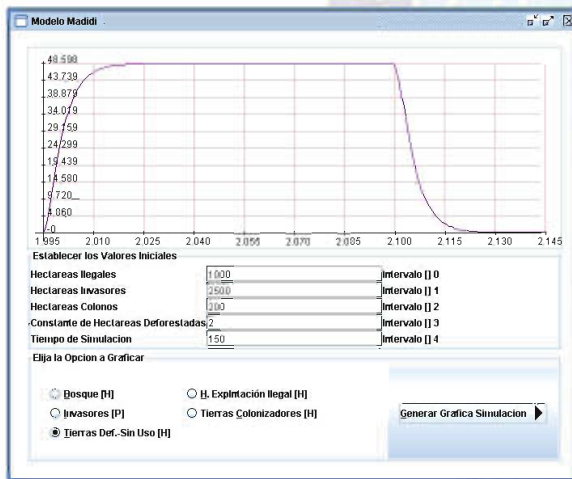 Modelo Madidi
48.598
43.739
38.879
34.019
29.159
24.299
19.439
14.580
9.720
4.860
-0
1.995 2.010 2.025 2.040 2.055 2.070 2.085 2.100 2.115 2.130 2.145
Establecer los Valores Iniciales
Hectareas Ilegales 1000 Intervalo [] 0
Hectareas Invasores 2500 Intervalo [] 1
Hectareas Colonos 200 Intervalo [] 2
Constante de Hectareas Deforestadas 2 Intervalo [] 3
Tiempo de Simulacion 150 Intervalo [] 4
Elija la Opcion a Graficar
Bosque [H] H. Explotación Ilegal [H]
Invasores [P] Tierras Colonizadores [H]
Tierras Def.-Sin Uso [H]
Generar Grafica Simulacion